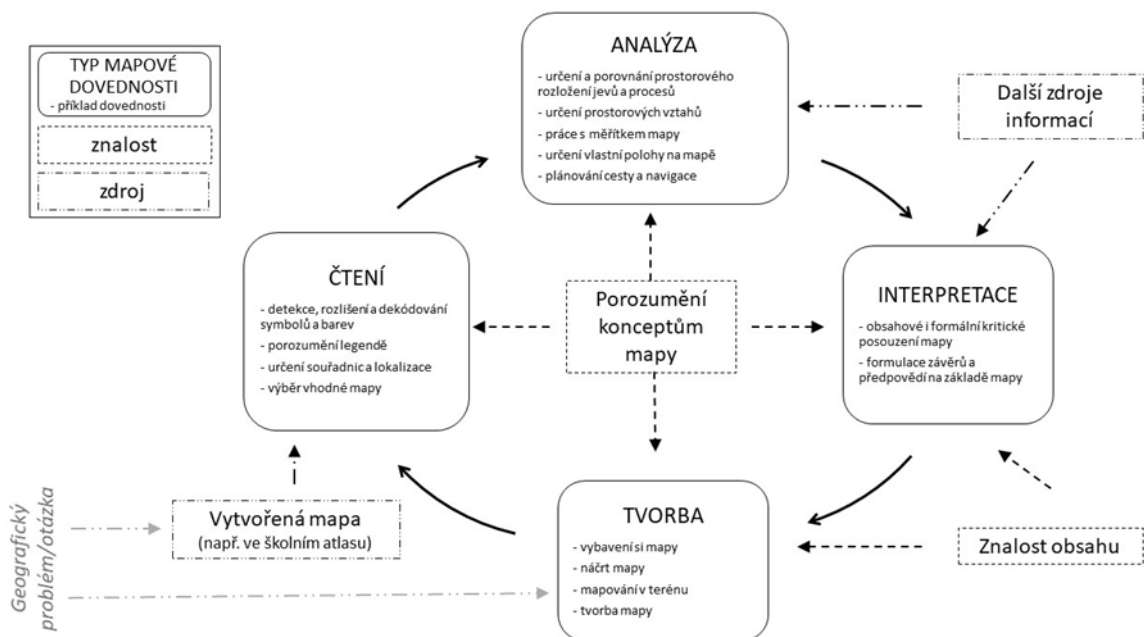 TYP MAPOVÉ
DOVEDNOSTI
- příklad dovednosti
znalost
zdroj
ANALÝZA
- určení a porovnání prostorového
rozložení jevů a procesů
- určení prostorových vztahů
- práce s měřítkem mapy
- určení vlastní polohy na mapě
- plánování cesty a navigace
Další zdroje
informací
ČTENÍ
- detekce, rozlišení a dekódování
symbolů a barev
- porozumění legendě
- určení souřadnic a lokalizace
- výběr vhodné mapy
Porozumění
konceptům
mapy
INTERPRETACE
- obsahové i formální kritické
posouzení mapy
- formulace závěrů a
předpovědí na základě mapy
Geografický
problém/otázka
Vytvořená mapa
(např. ve školním atlasu)
TVORBA
- vybavení si mapy
- náčrt mapy
- mapování v terénu
- tvorba mapy
Znalost obsahu